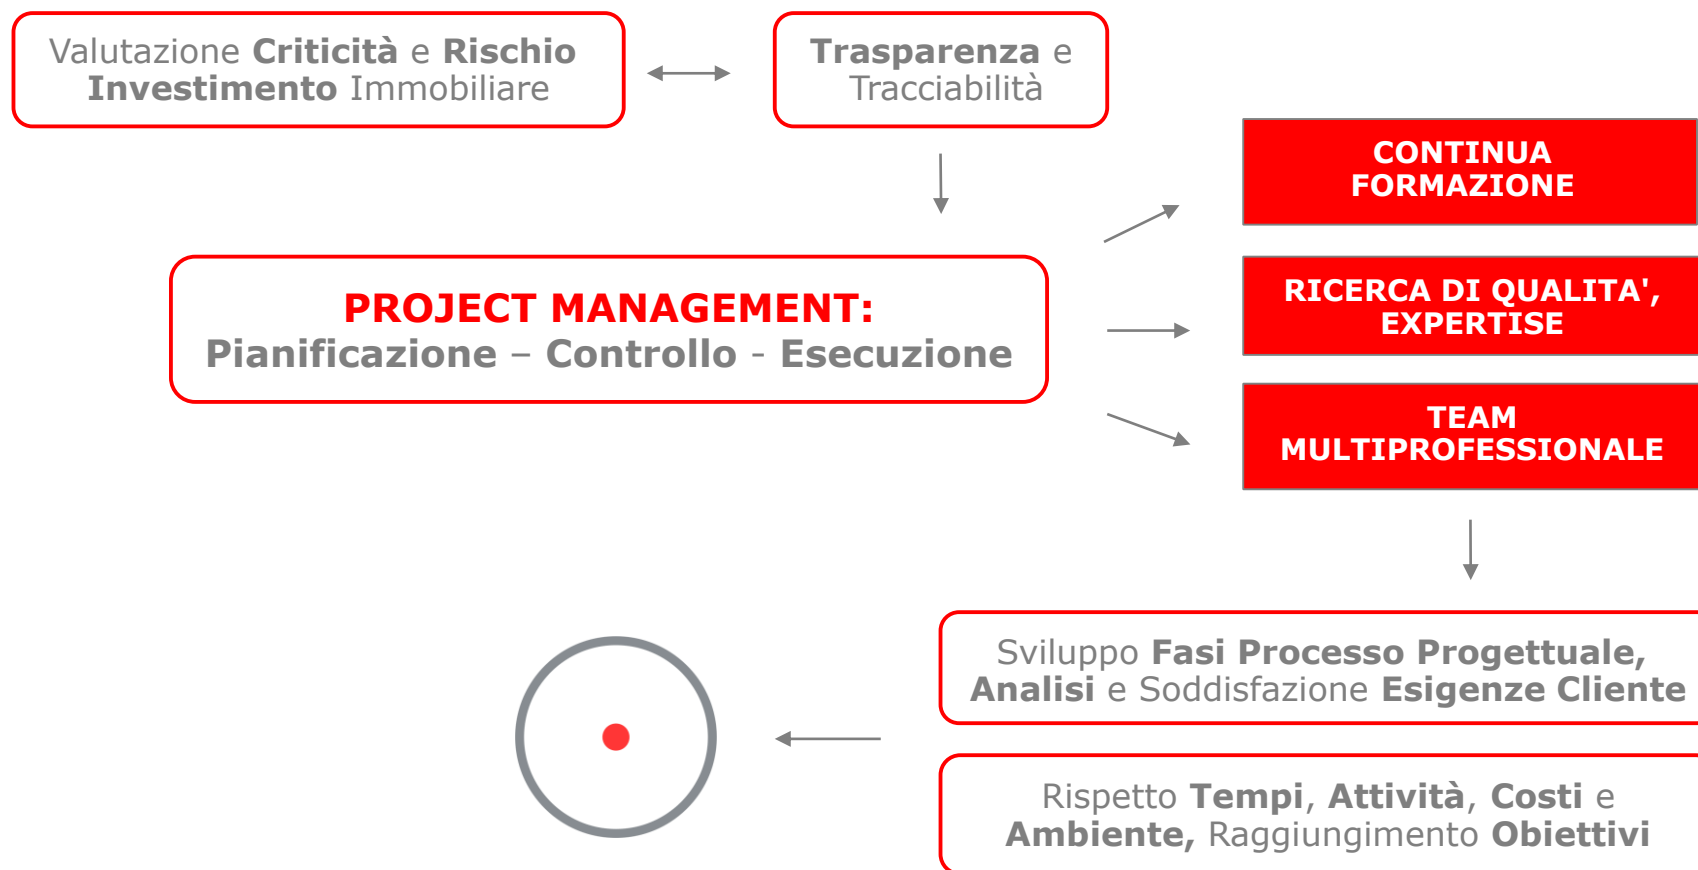 Valutazione Criticità e Rischio
Investimento Immobiliare
Trasparenza e
Tracciabilità
CONTINUA
FORMAZIONE
PROJECT MANAGEMENT:
Pianificazione – Controllo - Esecuzione
RICERCA DI QUALITA',
EXPERTISE
TEAM
MULTIPROFESSIONALE
Sviluppo Fasi Processo Progettuale,
Analisi e Soddisfazione Esigenze Cliente
Rispetto Tempi, Attività, Costi e
Ambiente, Raggiungimento Obiettivi